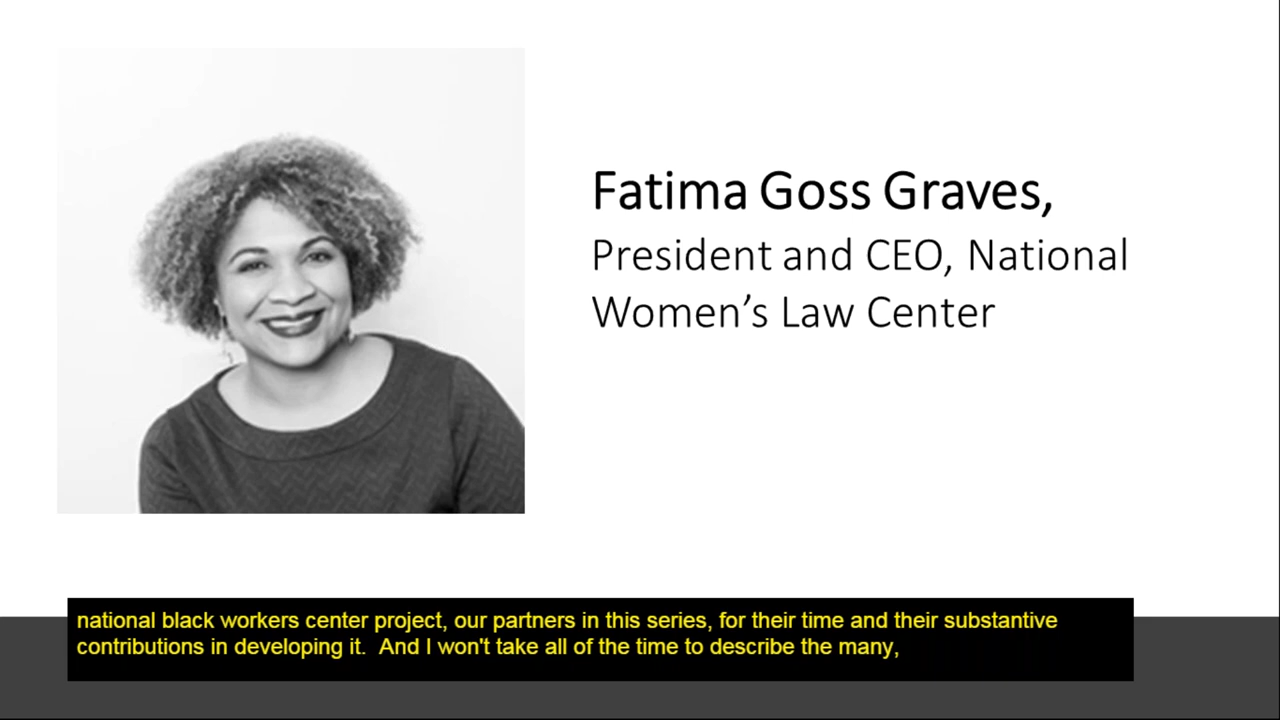 Fatima Goss Graves,
President and CEO, National
Women’s Law Center
national black workers center project, our partners in this series, for their time and their substantive
contributions in developing it.  And I won't take all of the time to describe the many,